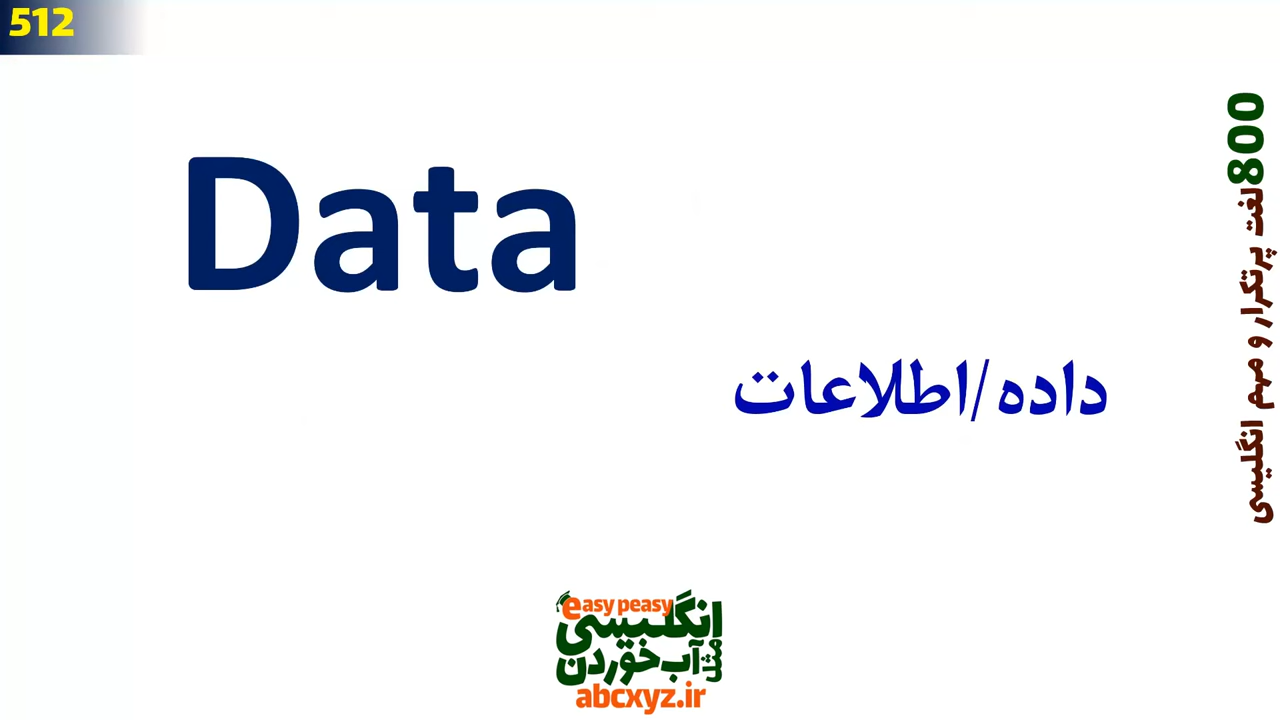 512
Data
داده/اطلاعات
800 لغت پرتکرار و مهم انگلیسی
easy peasy
انگلیسی
مثل آب خوردن
abcxyz.ir